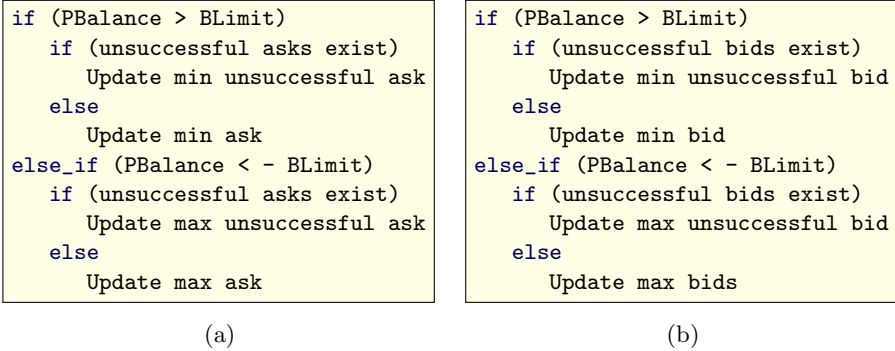 if (PBalance > BLimit)
if (unsuccessful asks exist)
Update min unsuccessful ask
else
Update min ask
else_if (PBalance < - BLimit)
if (unsuccessful asks exist)
Update max unsuccessful ask
else
Update max ask
(a)
if (PBalance > BLimit)
if (unsuccessful bids exist)
Update min unsuccessful bid
else
Update min bid
else_if (PBalance < - BLimit)
if (unsuccessful bids exist)
Update max unsuccessful bid
else
Update max bids
(b)